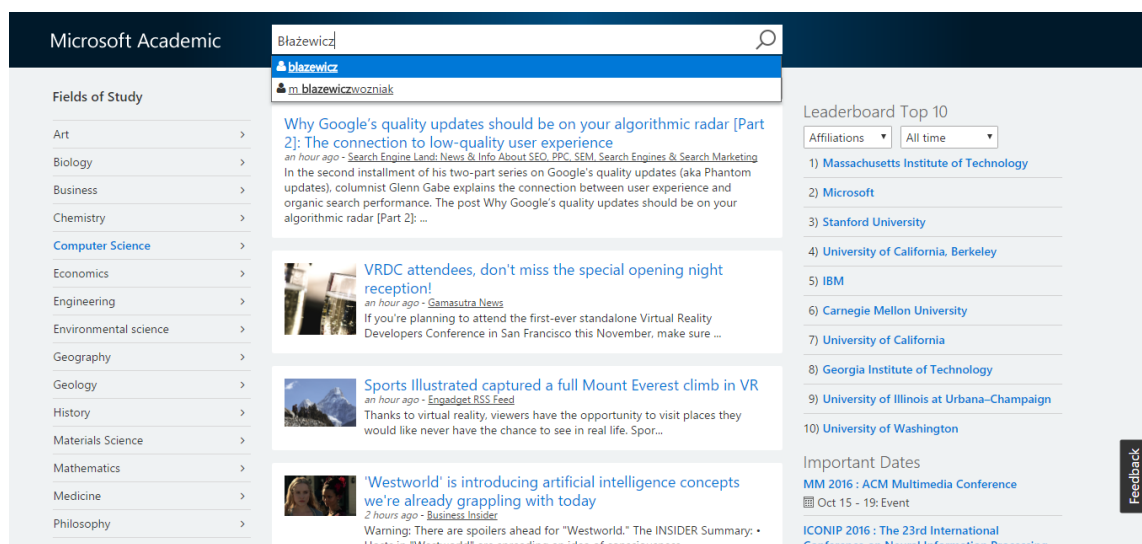 Microsoft Academic
Błażewicz
blazewicz
m blazewiczwozniak
Fields of Study
Art
Biology
Business
Chemistry
Computer Science
Economics
Engineering
Environmental science
Geography
Geology
History
Materials Science
Mathematics
Medicine
Philosophy
Why Google's quality updates should be on your algorithmic radar [Part
2]: The connection to low-quality user experience
an hour ago - Search Engine Land: News & Info About SEO, PPC, SEM, Search Engines & Search Marketing
In the second installment of his two-part series on Google's quality updates (aka Phantom
updates), columnist Glenn Gabe explains the connection between user experience and
organic search performance. The post Why Google's quality updates should be on your
algorithmic radar [Part 2]: ...
VRDC attendees, don't miss the special opening night
reception!
an hour ago - Gamasutra News
If you're planning to attend the first-ever standalone Virtual Reality
Developers Conference in San Francisco this November, make sure ...
Sports Illustrated captured a full Mount Everest climb in VR
an hour ago - Engadget RSS Feed
Thanks to virtual reality, viewers have the opportunity to visit places they
would like never have the chance to see in real life. Spor...
'Westworld' is introducing artificial intelligence concepts
we're already grappling with today
2 hours ago - Business Insider
Warning: There are spoilers ahead for "Westworld." The INSIDER Summary: •
Leaderboard Top 10
Affiliations All time
1) Massachusetts Institute of Technology
2) Microsoft
3) Stanford University
4) University of California, Berkeley
5) IBM
6) Carnegie Mellon University
7) University of California
8) Georgia Institute of Technology
9) University of Illinois at Urbana–Champaign
10) University of Washington
Important Dates
MM 2016 : ACM Multimedia Conference
Oct 15 - 19: Event
ICONIP 2016 : The 23rd International
Conference on Neural Information Processing
Feedback